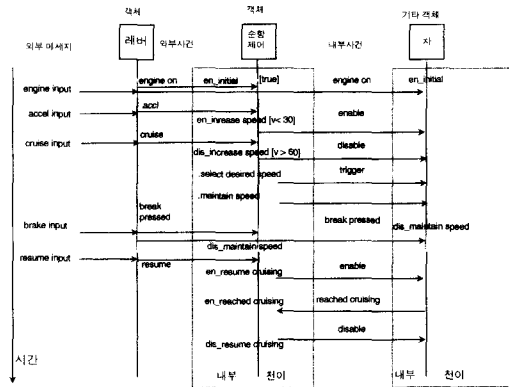 객체
객체
기타 객체
외부 메세지
레버
외부사건
순항
제어
내부사건
차
engine input
engine on
en_initial
[true]
engine on
en_initial
accel input
accl
en_inrease speed [v< 30]
enable
cruise input
cruise
dis_increase speed [v > 60]
disable
.select desired speed
trigger
.maintain speed
break
pressed
break pressed
dis_maintain speed
brake input
dis_maintain speed
resume input
resume
en_resume cruising
enable
en_reached cruising
reached cruising
disable
dis_resume cruising
시간
내부
천이
내부
천이